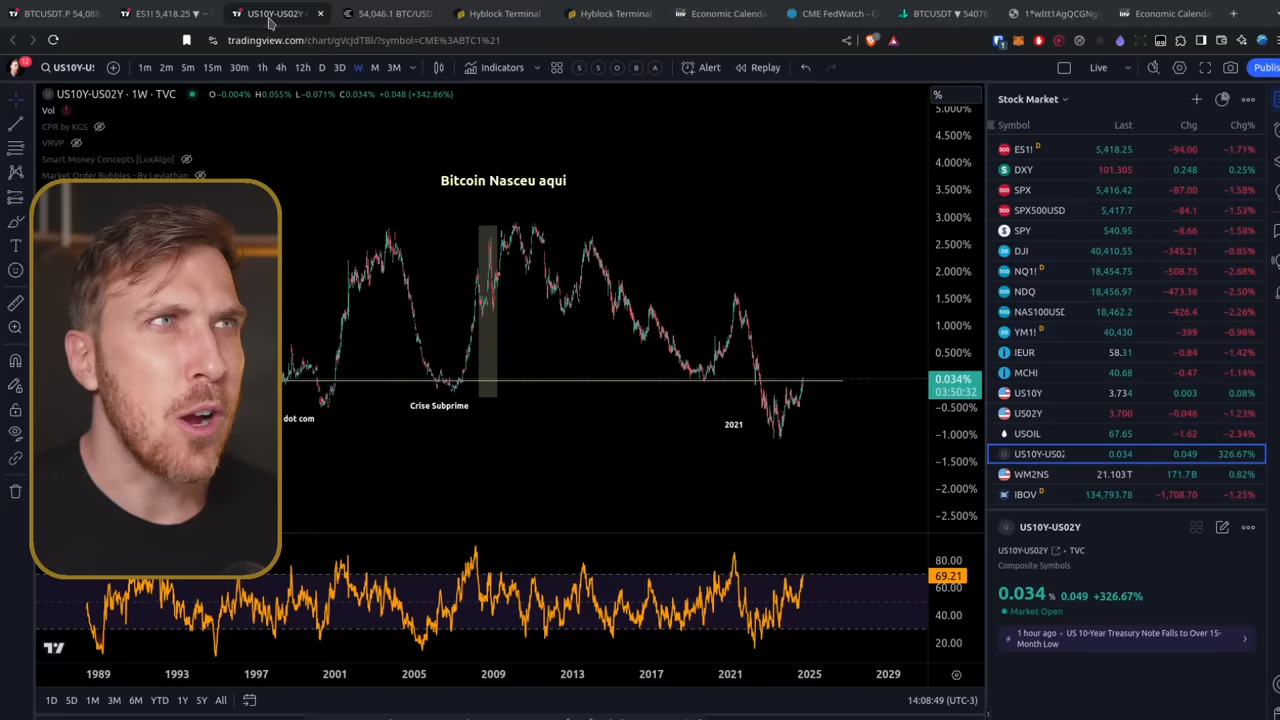 BTCUSDT.P 54,088
ES1! 5,418.25 ▼ −
US10Y-US02Y
54,046.1 BTC/USD
Hyblock Terminal
Hyblock Terminal
Economic Calenda
CME FedWatch - C
BTCUSDT ▼ 54076
1*wItt1AgQCGNg
Economic Calenda
tradingview.com/chart/gVcJdTBl/?symbol=CME%3ABTC1%21
12
US10Y-U!
1m 2m 5m 15m 30m 1h 4h 12h D 3D W M 3M
Indicators
S S O B A
Alert
Replay
Live
Publis
US10Y-US02Y · 1W · TVC
O−0.004% H0.055% L−0.071% C0.034% +0.048 (+342.86%)
Vol
CPR by KGS
VRVP
Smart Money Concepts [LuxAlgo]
Market Order Bubbles - By Leviathan
Bitcoin Nasceu aqui
dot com
Crise Subprime
2021
%
5.000%
4.500%
4.000%
3.500%
3.000%
2.500%
2.000%
1.500%
1.000%
0.500%
0.034%
03:50:32
−0.500%
−1.000%
−1.500%
−2.000%
−2.500%
80.00
69.21
60.00
40.00
20.00
1989 1993 1997 2001 2005 2009 2013 2017 2021 2025 2029
1D 5D 1M 3M 6M YTD 1Y 5Y All
14:08:49 (UTC-3)
Stock Market
Symbol Last Chg Chg%
ES1! D 5,418.25 −94.00 −1.71%
DXY 101.305 0.248 0.25%
SPX 5,416.42 −87.00 −1.58%
SPX500USD 5,417.7 −84.1 −1.53%
SPY 540.95 −8.66 −1.58%
DJI 40,410.55 −345.21 −0.85%
NQ1! D 18,454.75 −508.75 −2.68%
NDQ 18,456.97 −473.36 −2.50%
NAS100USD 18,462.2 −426.4 −2.26%
YM1! D 40,430 −399 −0.98%
IEUR 58.31 −0.84 −1.42%
MCHI 40.68 −0.47 −1.14%
US10Y 3.734 0.003 0.08%
US02Y 3.700 −0.046 −1.23%
USOIL 67.65 −1.62 −2.34%
US10Y-US02 0.034 0.049 326.67%
WM2NS 21.103 T 171.7 B 0.82%
IBOV D 134,793.78 −1,708.70 −1.25%
US10Y-US02Y
US10Y-US02Y · TVC
Composite Symbols
0.034 % 0.049 +326.67%
Market Open
1 hour ago · US 10-Year Treasury Note Falls to Over 15-
Month Low